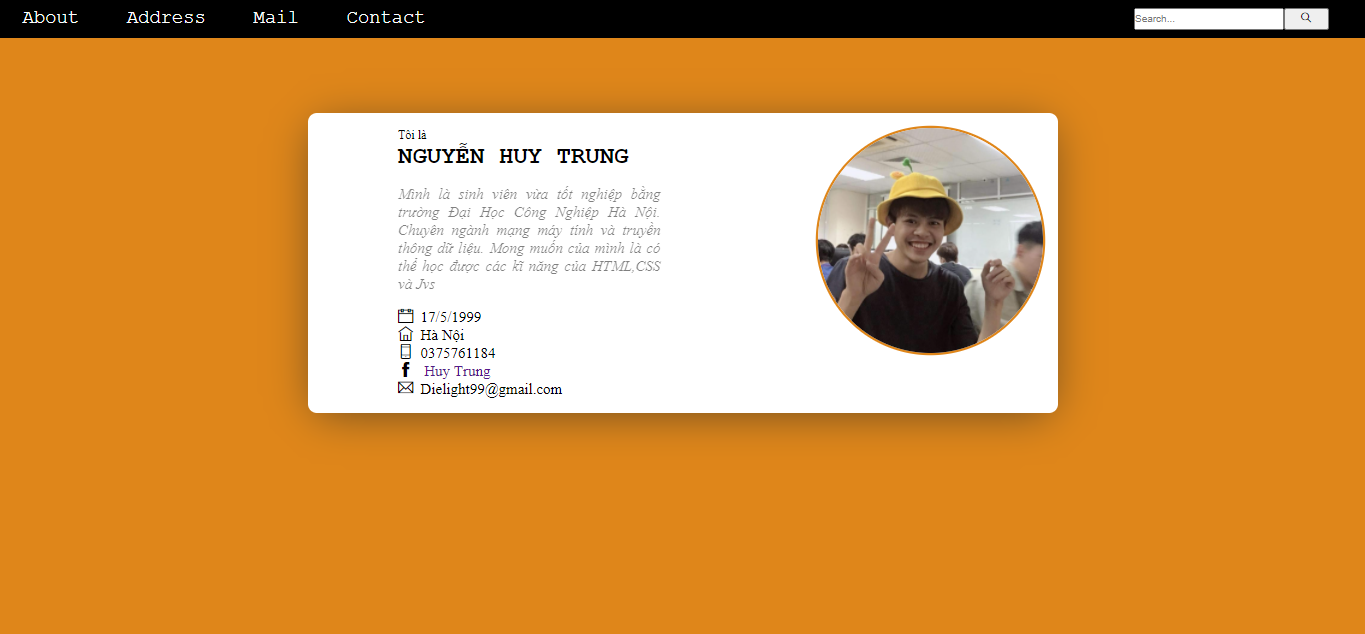 About Address Mail Contact Search...
Tôi là
NGUYỄN HUY TRUNG
Mình là sinh viên vừa tốt nghiệp bằng
trường Đại Học Công Nghiệp Hà Nội.
Chuyên ngành mạng máy tính và truyền
thông dữ liệu. Mong muốn của mình là có
thể học được các kĩ năng của HTML,CSS
và Jvs
17/5/1999
Hà Nội
0375761184
Huy Trung
Dielight99@gmail.com